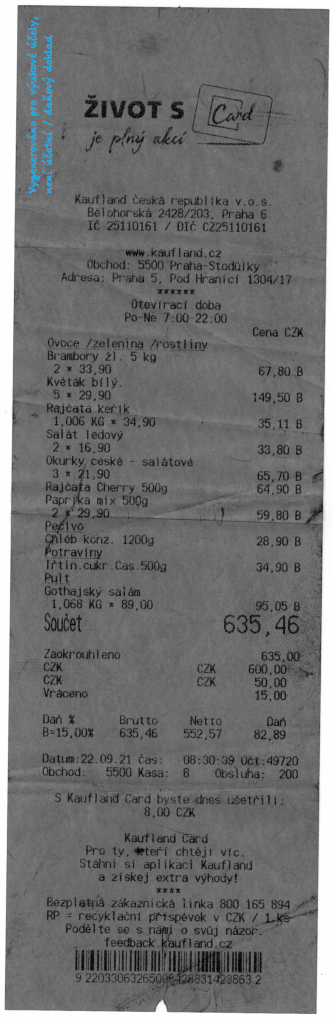 Vygenerováno pro výukové účely,
není účetní / daňový doklad
ŽIVOT S Card
je plný akcí
Kaufland Česká republika v.o.s.
Bělohorská 2428/203, Praha 6
IČ 25110161 / DIČ CZ25110161
www.kaufland.cz
Obchod: 5500 Praha-Stodůlky
Adresa: Praha 5, Pod Hranicí 1304/17
******
Otevírací doba
Po-Ne 7:00-22:00
Cena CZK
Ovoce /zelenina /rostliny
Brambory žl. 5 kg
2 * 33,90 67,80 B
Květák bílý.
5 * 29,90 149,50 B
Rajčata keřík
1,006 KG * 34,90 35,11 B
Salát ledový
2 * 16,90 33,80 B
Okurky české - salátové
3 * 21,90 65,70 B
Rajčata Cherry 500g 64,90 B
Paprika mix 500g
2 * 29,90 59,80 B
Pečivo
Chléb konz. 1200g 28,90 B
Potraviny
Třtin.cukr.Cas.500g 34,90 B
Pult
Gothajský salám
1,068 KG * 89,00 95,05 B
Součet 635,46
Zaokrouhleno 635,00
CZK CZK 600,00
CZK CZK 50,00
Vráceno 15,00
Daň % Brutto Netto Daň
B=15,00% 635,46 552,57 82,89
Datum:22.09.21 Čas: 08:30:39 Účt:49720
Obchod: 5500 Kasa: 8 Obsluha: 200
S Kaufland Card byste dnes ušetřili:
8,00 CZK
Kaufland Card
Pro ty, kteří chtějí víc.
Stáhni si aplikaci Kaufland
a získej extra výhody!
****
Bezplatná zákaznická linka 800 165 894
RP = recyklační příspěvek v CZK / 1 ks
Podělte se s námi o svůj názor.
feedback.kaufland.cz